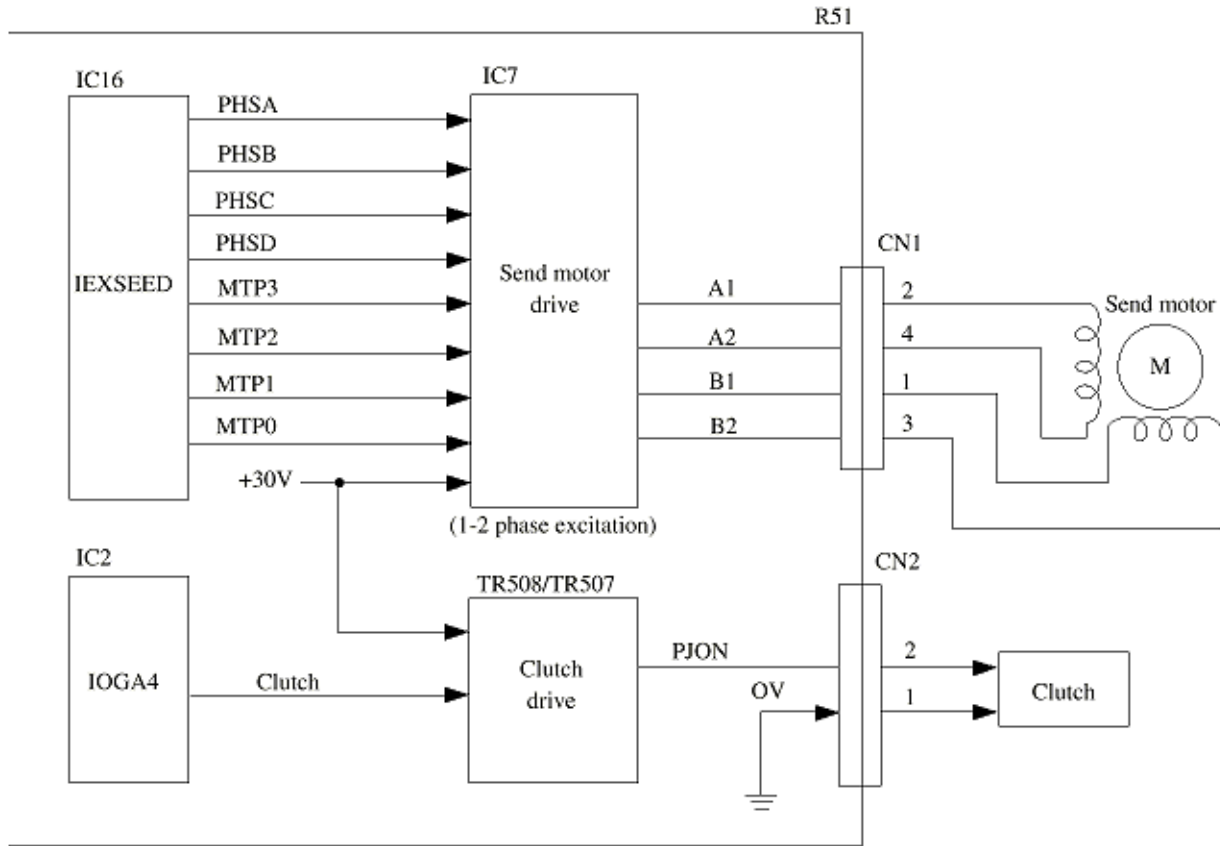 R51
IC16
IC7
PHSA
PHSB
PHSC
PHSD
IEXSEED
MTP3
MTP2
MTP1
MTP0
+30V
Send motor
drive
(1-2 phase excitation)
A1
A2
B1
B2
CN1
2
4
1
3
Send motor
M
IC2
IOGA4
Clutch
TR508/TR507
Clutch
drive
PJON
OV
CN2
2
1
Clutch